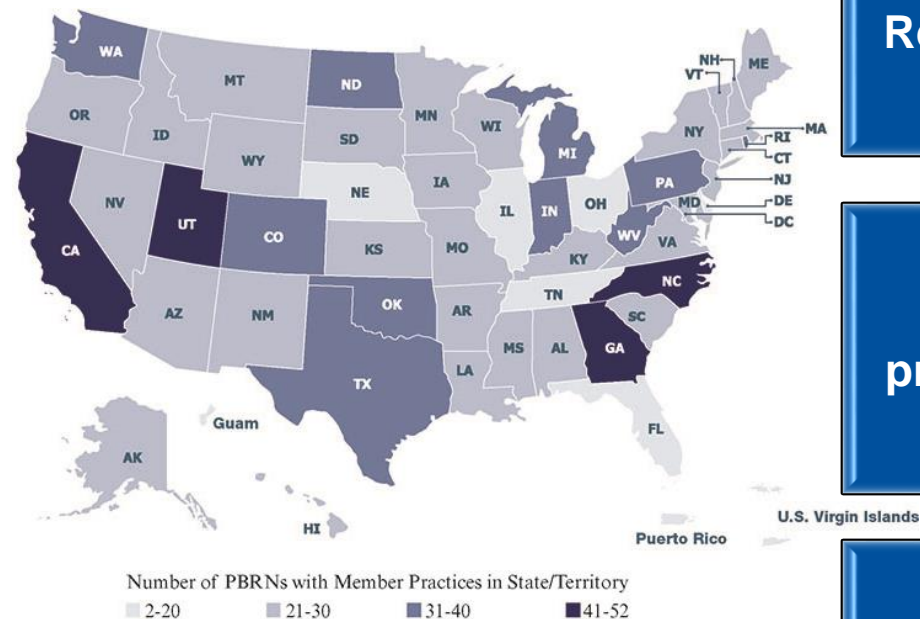 Re
WA
MT
ND
MN
ME
NH
VT
OR
ID
SD
WI
NY
MA
RI
CT
WY
MI
NJ
IA
NE
PA
DE
MD
DC
NV
UT
IL
IN
OH
CA
CO
KS
MO
WV
VA
KY
NC
TN
AZ
NM
OK
AR
SC
MS
AL
GA
TX
LA
pr
FL
Guam
AK
HI
U.S. Virgin Islands
Puerto Rico
Number of PBRNs with Member Practices in State/Territory
2-20 21-30 31-40 41-52